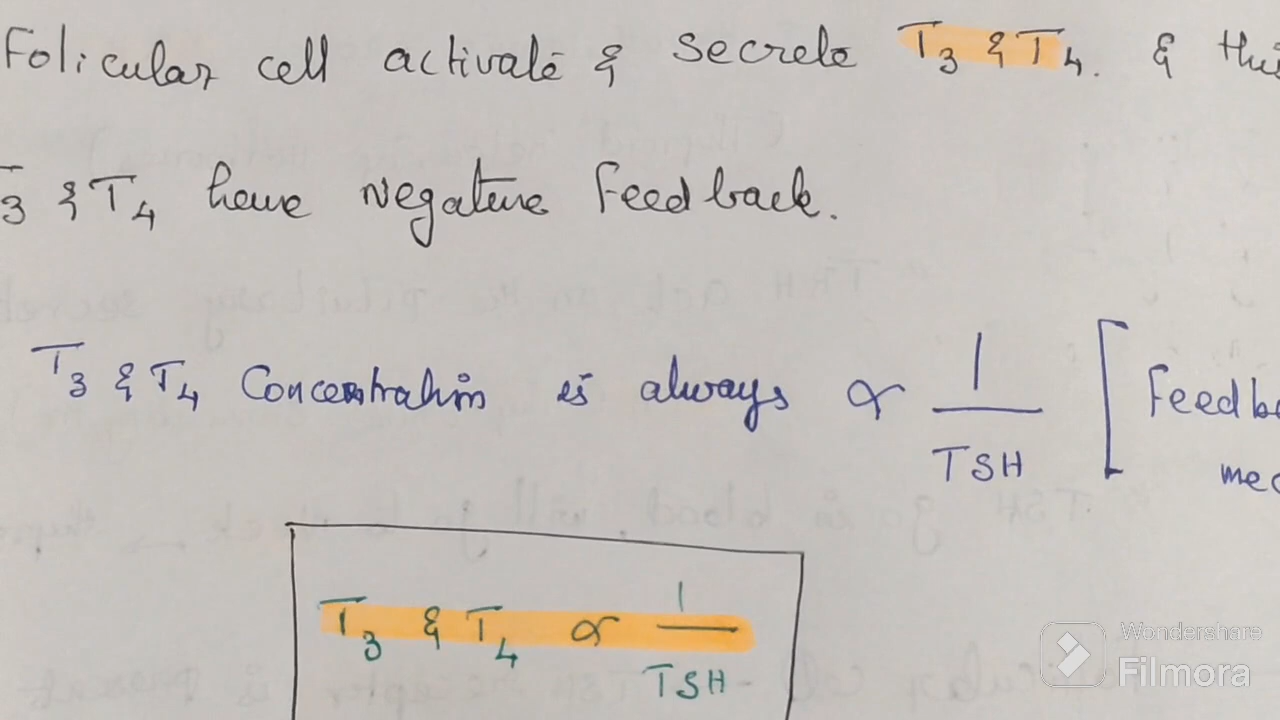 Folicular cell activate & secrete T3 & T4. & thi
3 & T4 have negative feedback.
T3 & T4 Concentration is always ∝ 1/TSH [Feedb
mec
T3 & T4 ∝ 1/TSH
Wondershare
Filmora